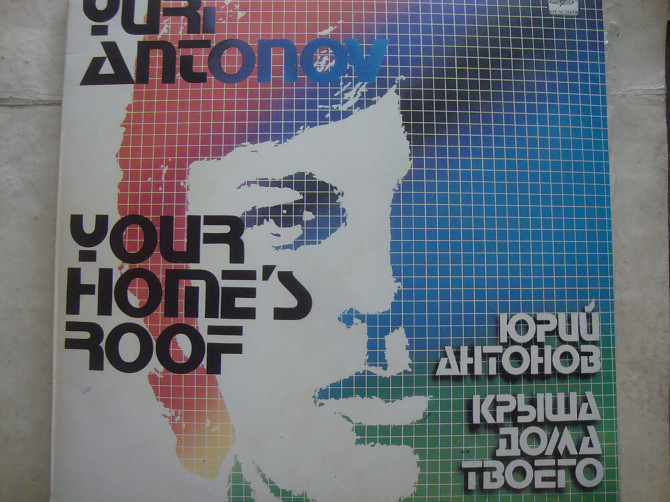 YURI
ANTONOV
YOUR
HOME'S
ROOF
ЮРИЙ
АНТОНОВ
КРЫША
ДОМА
ТВОЕГО